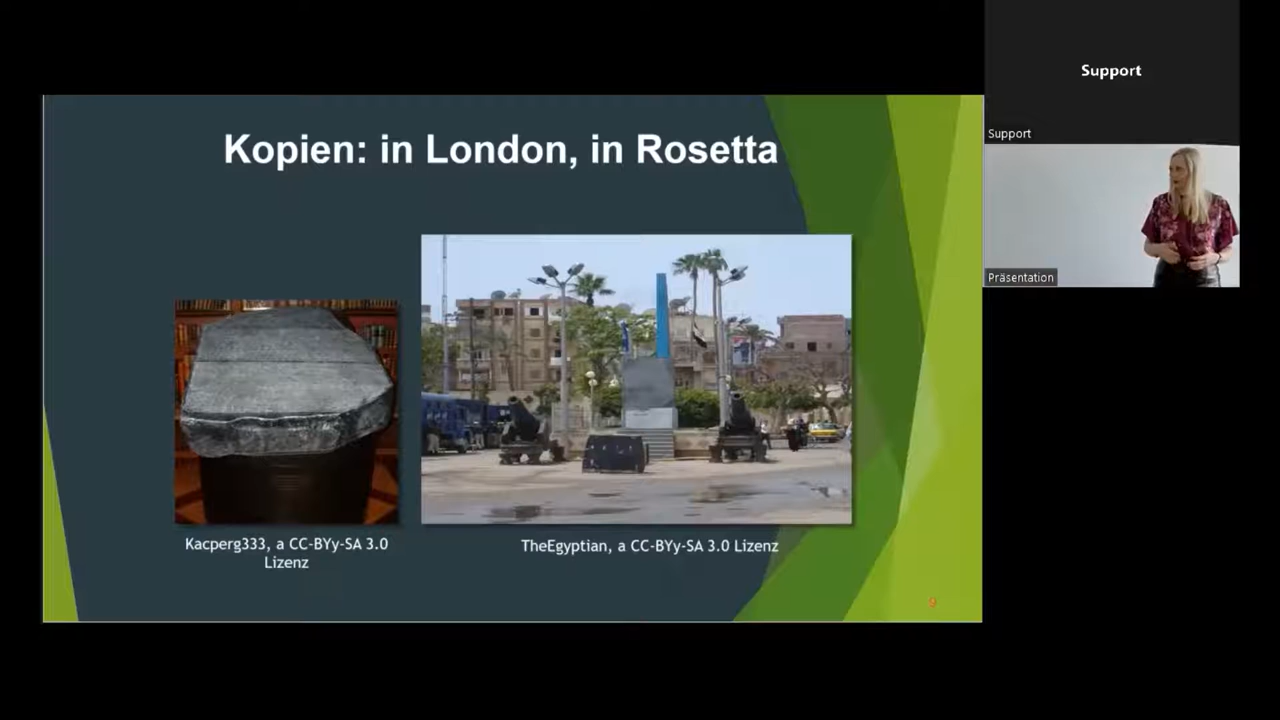 Kopien: in London, in Rosetta
Kacperg333, a CC-BYy-SA 3.0
Lizenz
TheEgyptian, a CC-BYy-SA 3.0 Lizenz
Support
Support
Präsentation